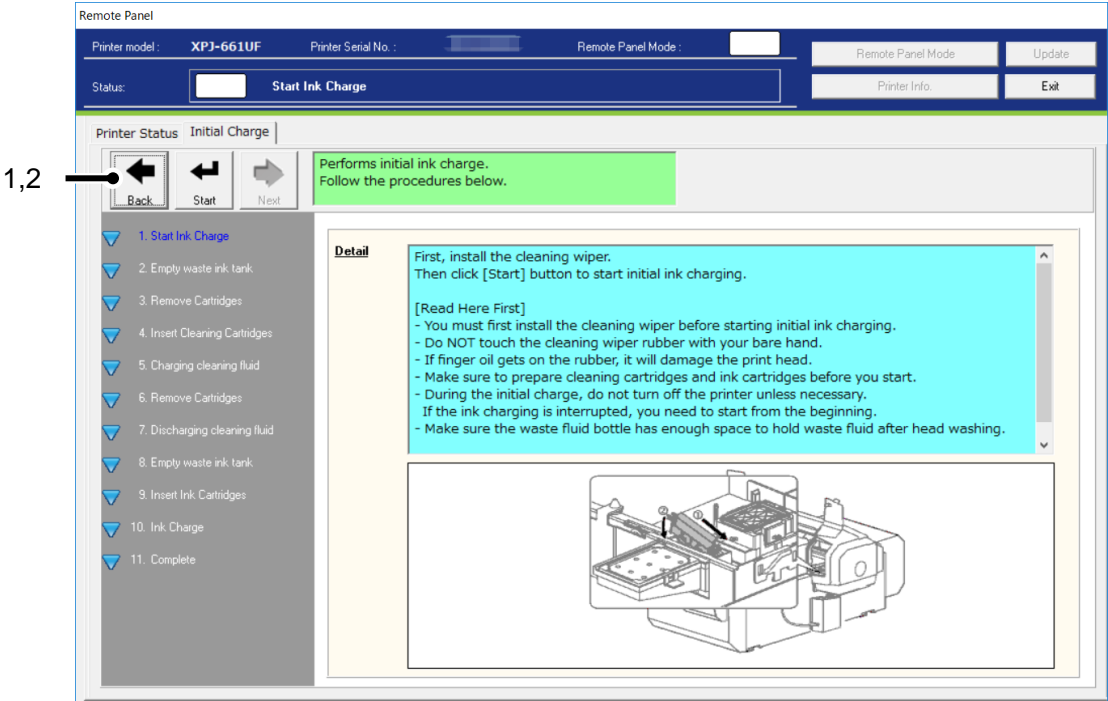 Remote Panel
Printer model :
XPJ-661UF
Printer Serial No. :
Remote Panel Mode :
Remote Panel Mode
Update
Status:
Start Ink Charge
Printer Info.
Exit
Printer Status
Initial Charge
1,2
Back
Start
Next
Performs initial ink charge.
Follow the procedures below.
1. Start Ink Charge
2. Empty waste ink tank
3. Remove Cartridges
4. Insert Cleaning Cartridges
5. Charging cleaning fluid
6. Remove Cartridges
7. Discharging cleaning fluid
8. Empty waste ink tank
9. Insert Ink Cartridges
10. Ink Charge
11. Complete
Detail
First, install the cleaning wiper.
Then click [Start] button to start initial ink charging.
[Read Here First]
- You must first install the cleaning wiper before starting initial ink charging.
- Do NOT touch the cleaning wiper rubber with your bare hand.
- If finger oil gets on the rubber, it will damage the print head.
- Make sure to prepare cleaning cartridges and ink cartridges before you start.
- During the initial charge, do not turn off the printer unless necessary.
If the ink charging is interrupted, you need to start from the beginning.
- Make sure the waste fluid bottle has enough space to hold waste fluid after head washing.
②
①